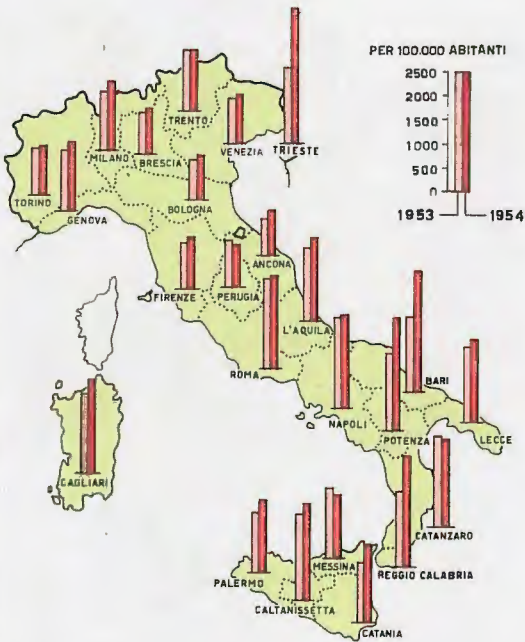 PER 100.000 ABITANTI
2500
2000
1500
1000
500
0
1953
1954
TRENTO
MILANO
BRESCIA
VENEZIA
TRIESTE
TORINO
GENOVA
BOLOGNA
ANCONA
FIRENZE
PERUGIA
L'AQUILA
ROMA
BARI
NAPOLI
POTENZA
LECCE
CAGLIARI
CATANZARO
MESSINA
REGGIO CALABRIA
PALERMO
CALTANISSETTA
CATANIA